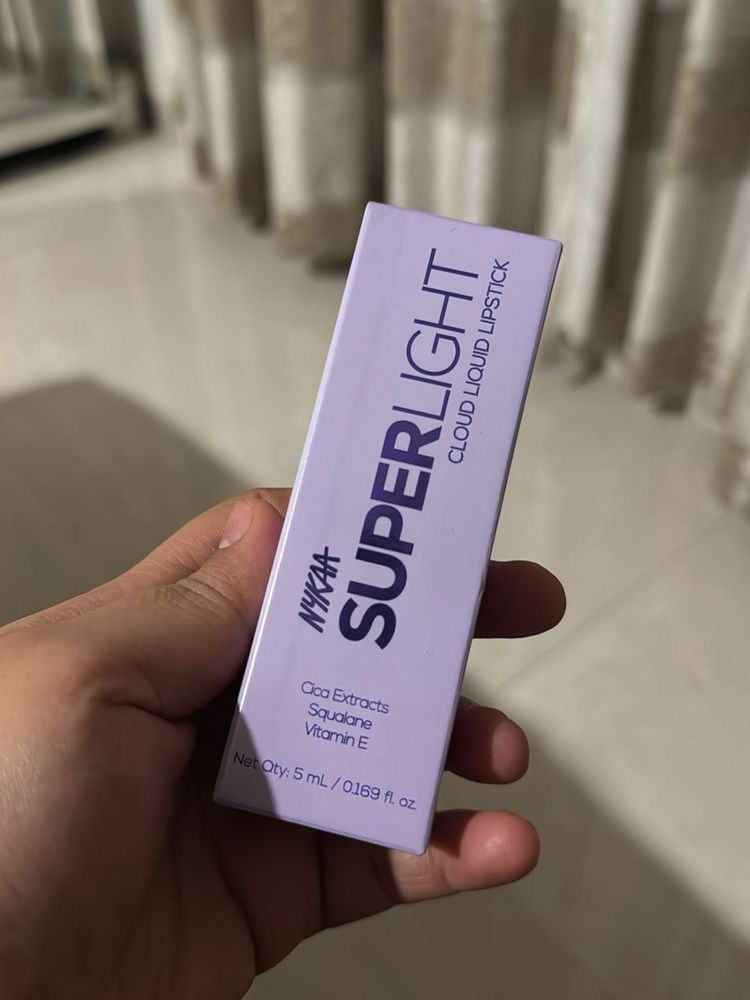 NYKAA
SUPERLIGHT
CLOUD LIQUID LIPSTICK
Cica Extracts
Squalane
Vitamin E
Net Qty: 5 mL / 0.169 fl. oz.